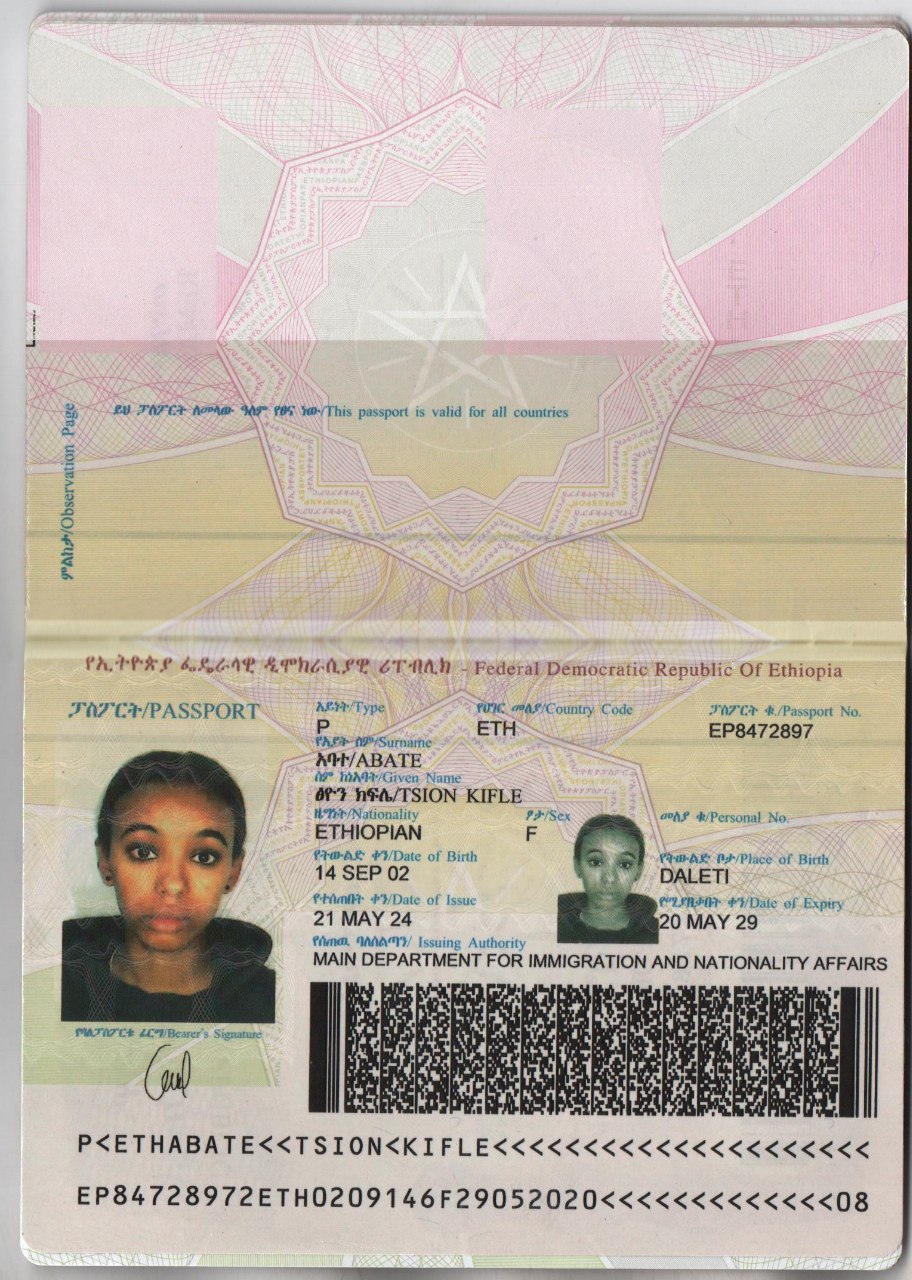 ይህ ፓስፖርት ለመላው ዓለም የፀና ነው/This passport is valid for all countries
ምልከታ/Observation Page
የኢትዮጵያ ፌዴራላዊ ዲሞክራሲያዊ ሪፐብሊክ - Federal Democratic Republic Of Ethiopia
ፓስፖርት/PASSPORT
አይነት/Type
የሀገር መለያ/Country Code
ፓስፖርት ቁ./Passport No.
P
ETH
EP8472897
የአያት ስም/Surname
አባተ/ABATE
ስም ከነአባት/Given Name
ፅዮን ክፍሌ/TSION KIFLE
ዜግነት/Nationality
ፆታ/Sex
መለያ ቁ/Personal No.
ETHIOPIAN
F
የትውልድ ቀን/Date of Birth
የትውልድ ቦታ/Place of Birth
14 SEP 02
DALETI
የተሰጠበት ቀን/Date of Issue
የሚያበቃበት ቀን/Date of Expiry
21 MAY 24
20 MAY 29
የሰጠዉ ባለስልጣን/ Issuing Authority
MAIN DEPARTMENT FOR IMMIGRATION AND NATIONALITY AFFAIRS
የባለፓስፖርቱ ፊርማ/Bearer's Signature
P<ETHABATE<<TSION<KIFLE<<<<<<<<<<<<<<<<<<<<<
EP84728972ETH0209146F29052020<<<<<<<<<<<<<08